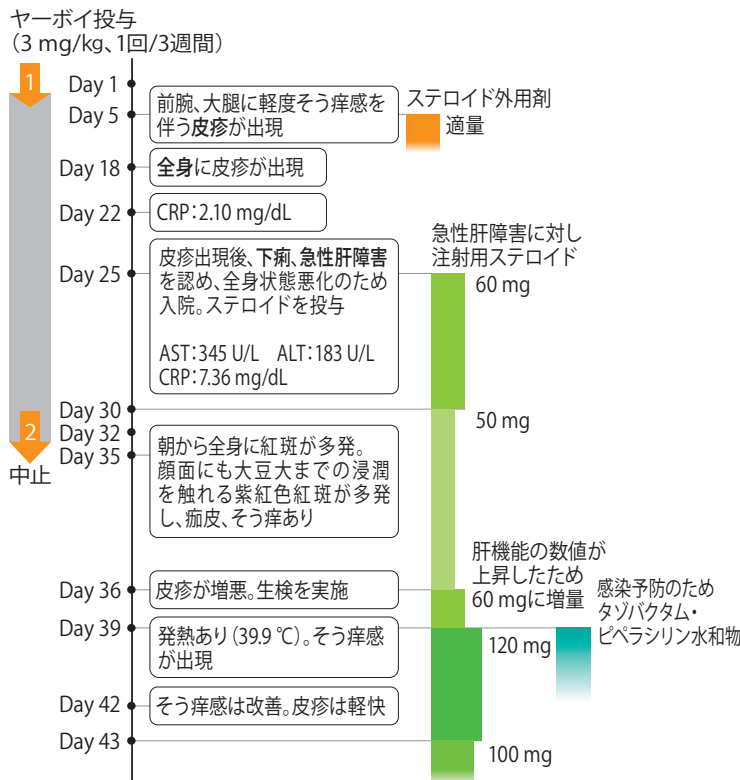 ヤーボイ投与
（3 mg/kg、1回/3週間）
1
Day 1
Day 5
前腕、大腿に軽度そう痒感を
伴う皮疹が出現
ステロイド外用剤
適量
Day 18
全身に皮疹が出現
Day 22
CRP：2.10 mg/dL
急性肝障害に対し
注射用ステロイド
Day 25
皮疹出現後、下痢、急性肝障害
を認め、全身状態悪化のため
入院。ステロイドを投与
AST：345 U/L　ALT：183 U/L
CRP：7.36 mg/dL
60 mg
Day 30
50 mg
2
中止
Day 32
Day 35
朝から全身に紅斑が多発。
顔面にも大豆大までの浸潤
を触れる紫紅色紅斑が多発
し、痂皮、そう痒あり
Day 36
皮疹が増悪。生検を実施
肝機能の数値が
上昇したため
60 mgに増量
Day 39
発熱あり（39.9 ℃）。そう痒感
が出現
120 mg
感染予防のため
タゾバクタム・
ピペラシリン水和物
Day 42
そう痒感は改善。皮疹は軽快
Day 43
100 mg